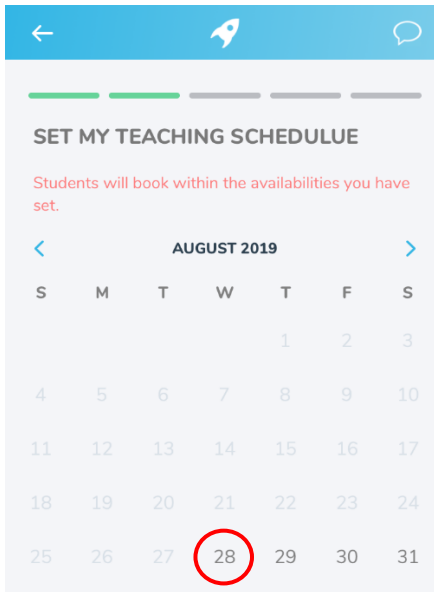 SET MY TEACHING SCHEDULUE
Students will book within the availabilities you have
set.
AUGUST 2019
S M T W T F S
1 2 3
4 5 6 7 8 9 10
11 12 13 14 15 16 17
18 19 20 21 22 23 24
25 26 27 28 29 30 31